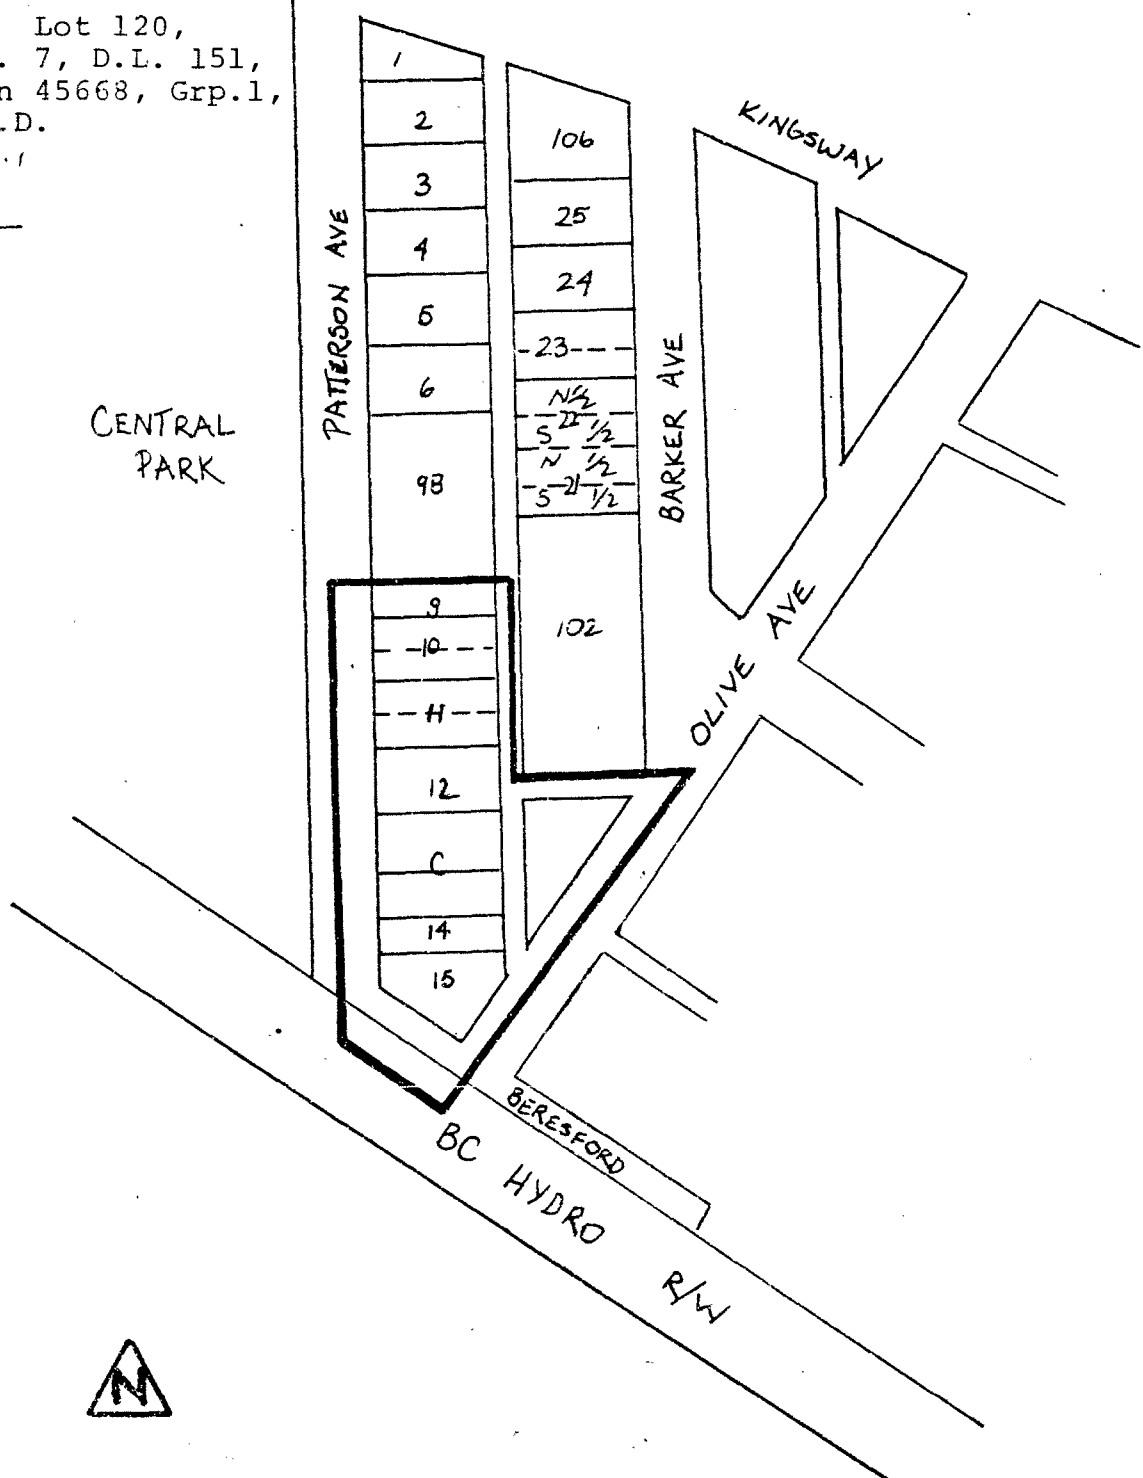 Lot 120,
. 7, D.L. 151,
n 45668, Grp.1,
.D.
KINGSWAY
PATTERSON AVE
BARKER AVE
OLIVE AVE
CENTRAL
PARK
1
2
3
4
5
6
98
9
10
11
12
C
14
15
106
25
24
23
N 1/2
22
S 1/2
N 1/2
21
S 1/2
102
BERESFORD
BC HYDRO R/W
N